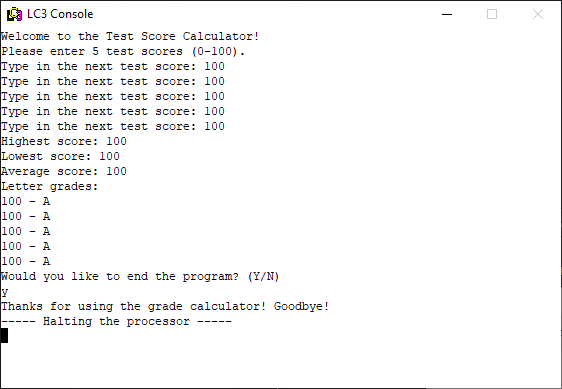 LC3 Console
Welcome to the Test Score Calculator!
Please enter 5 test scores (0-100).
Type in the next test score: 100
Type in the next test score: 100
Type in the next test score: 100
Type in the next test score: 100
Type in the next test score: 100
Highest score: 100
Lowest score: 100
Average score: 100
Letter grades:
100 - A
100 - A
100 - A
100 - A
100 - A
Would you like to end the program? (Y/N)
y
Thanks for using the grade calculator! Goodbye!
----- Halting the processor -----